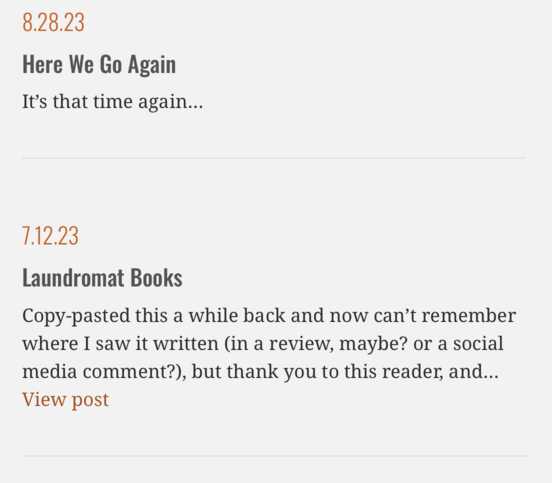 8.28.23
Here We Go Again
It’s that time again…
7.12.23
Laundromat Books
Copy-pasted this a while back and now can’t remember
where I saw it written (in a review, maybe? or a social
media comment?), but thank you to this reader, and…
View post